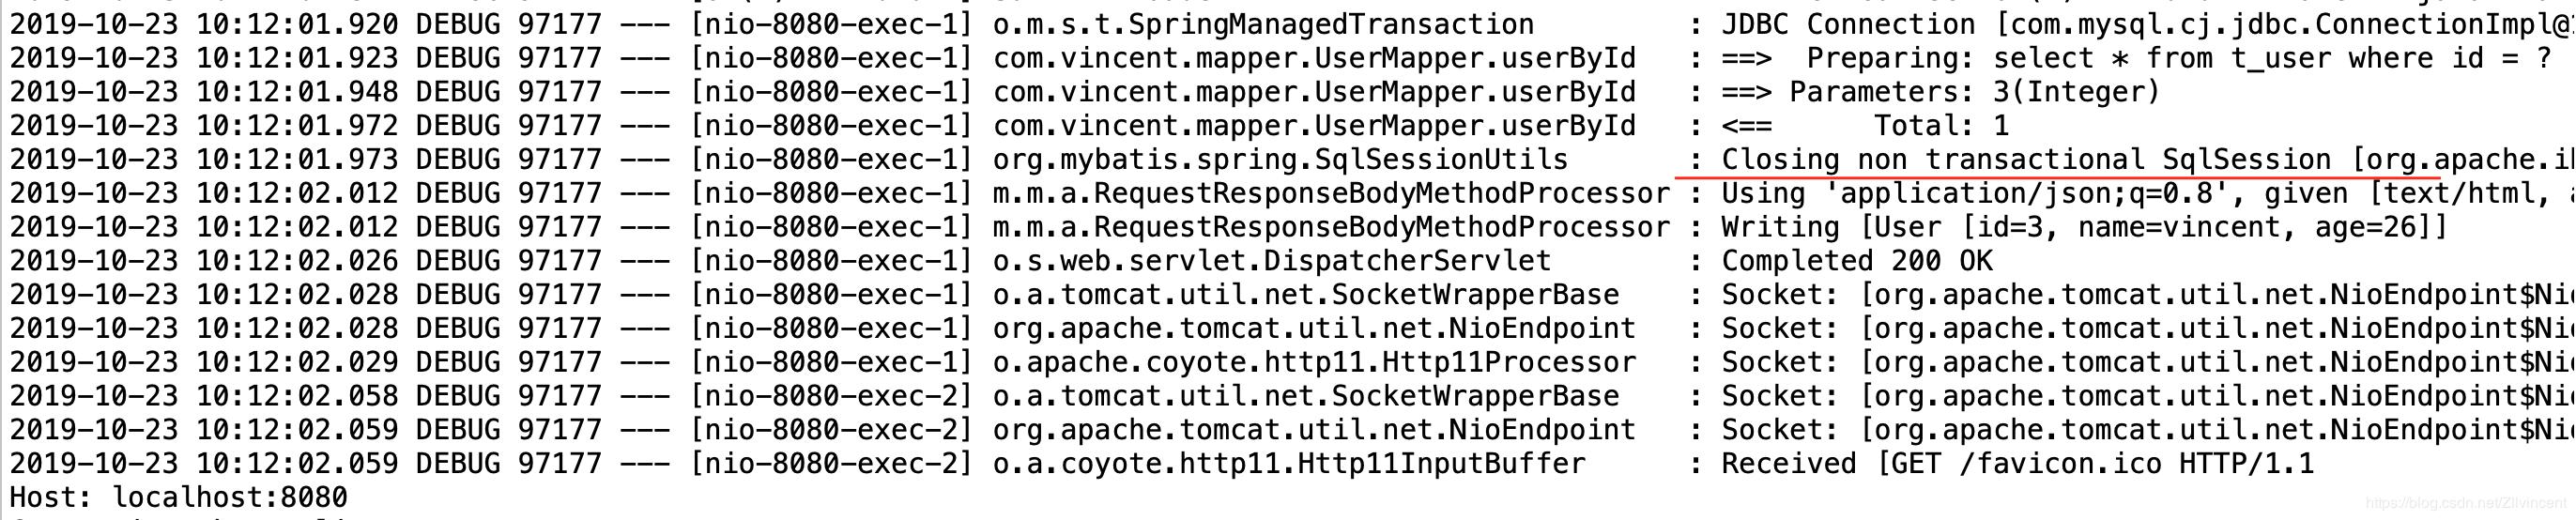 2019-10-23 10:12:01.920 DEBUG 97177 --- [nio-8080-exec-1] o.m.s.t.SpringManagedTransaction : JDBC Connection [com.mysql.cj.jdbc.ConnectionImpl@
2019-10-23 10:12:01.923 DEBUG 97177 --- [nio-8080-exec-1] com.vincent.mapper.UserMapper.userById : ==>  Preparing: select * from t_user where id = ?
2019-10-23 10:12:01.948 DEBUG 97177 --- [nio-8080-exec-1] com.vincent.mapper.UserMapper.userById : ==> Parameters: 3(Integer)
2019-10-23 10:12:01.972 DEBUG 97177 --- [nio-8080-exec-1] com.vincent.mapper.UserMapper.userById : <==      Total: 1
2019-10-23 10:12:01.973 DEBUG 97177 --- [nio-8080-exec-1] org.mybatis.spring.SqlSessionUtils : Closing non transactional SqlSession [org.apache.i
2019-10-23 10:12:02.012 DEBUG 97177 --- [nio-8080-exec-1] m.m.a.RequestResponseBodyMethodProcessor : Using 'application/json;q=0.8', given [text/html,
2019-10-23 10:12:02.012 DEBUG 97177 --- [nio-8080-exec-1] m.m.a.RequestResponseBodyMethodProcessor : Writing [User [id=3, name=vincent, age=26]]
2019-10-23 10:12:02.026 DEBUG 97177 --- [nio-8080-exec-1] o.s.web.servlet.DispatcherServlet : Completed 200 OK
2019-10-23 10:12:02.028 DEBUG 97177 --- [nio-8080-exec-1] o.a.tomcat.util.net.SocketWrapperBase : Socket: [org.apache.tomcat.util.net.NioEndpoint$Ni
2019-10-23 10:12:02.028 DEBUG 97177 --- [nio-8080-exec-1] org.apache.tomcat.util.net.NioEndpoint : Socket: [org.apache.tomcat.util.net.NioEndpoint$Ni
2019-10-23 10:12:02.029 DEBUG 97177 --- [nio-8080-exec-1] o.apache.coyote.http11.Http11Processor : Socket: [org.apache.tomcat.util.net.NioEndpoint$Ni
2019-10-23 10:12:02.058 DEBUG 97177 --- [nio-8080-exec-2] o.a.tomcat.util.net.SocketWrapperBase : Socket: [org.apache.tomcat.util.net.NioEndpoint$Ni
2019-10-23 10:12:02.059 DEBUG 97177 --- [nio-8080-exec-2] org.apache.tomcat.util.net.NioEndpoint : Socket: [org.apache.tomcat.util.net.NioEndpoint$Ni
2019-10-23 10:12:02.059 DEBUG 97177 --- [nio-8080-exec-2] o.a.coyote.http11.Http11InputBuffer : Received [GET /favicon.ico HTTP/1.1
Host: localhost:8080
https://blog.csdn.net/Zllvincent